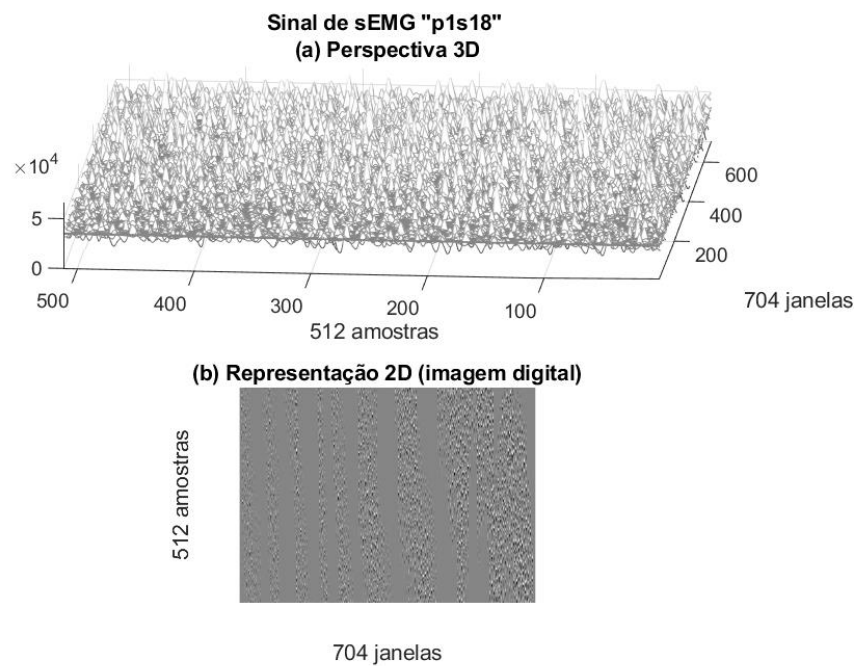 Sinal de sEMG "p1s18"
(a) Perspectiva 3D
×10⁴
5
0
600
400
200
500
400
300
200
100
704 janelas
512 amostras
(b) Representação 2D (imagem digital)
512 amostras
704 janelas